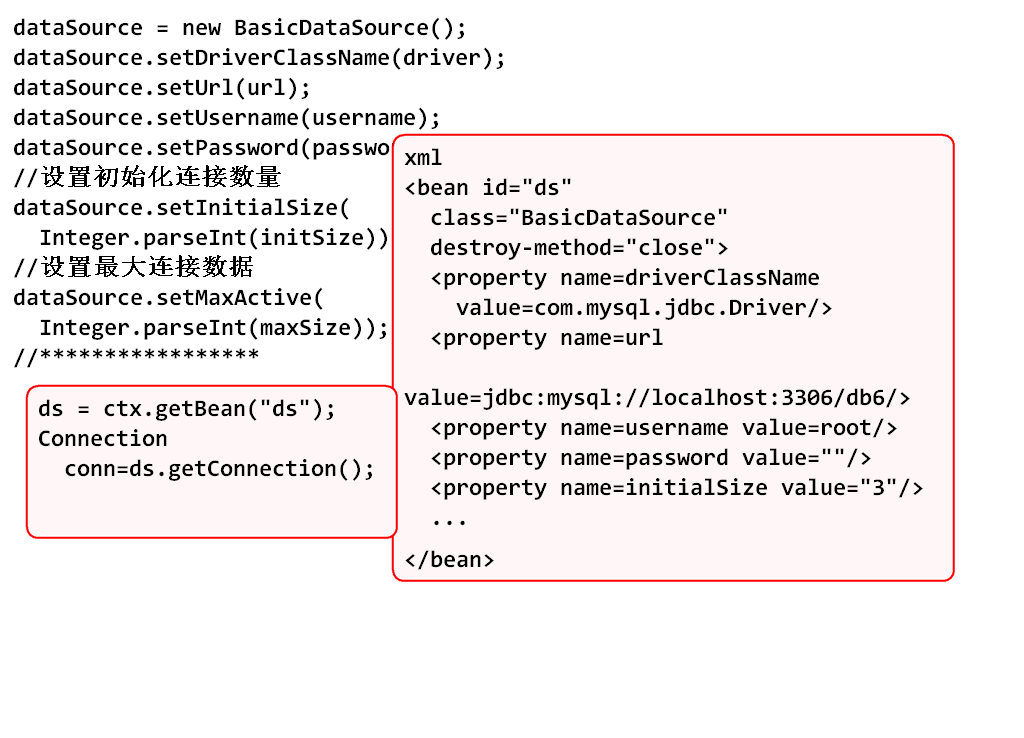 dataSource = new BasicDataSource();
dataSource.setDriverClassName(driver);
dataSource.setUrl(url);
dataSource.setUsername(username);
dataSource.setPassword(passwo
//设置初始化连接数量
dataSource.setInitialSize(
  Integer.parseInt(initSize))
//设置最大连接数据
dataSource.setMaxActive(
  Integer.parseInt(maxSize));
//*****************
ds = ctx.getBean("ds");
Connection
  conn=ds.getConnection();
xml
<bean id="ds"
  class="BasicDataSource"
  destroy-method="close">
  <property name=driverClassName
    value=com.mysql.jdbc.Driver/>
  <property name=url
value=jdbc:mysql://localhost:3306/db6/>
  <property name=username value=root/>
  <property name=password value=""/>
  <property name=initialSize value="3"/>
  ...
</bean>